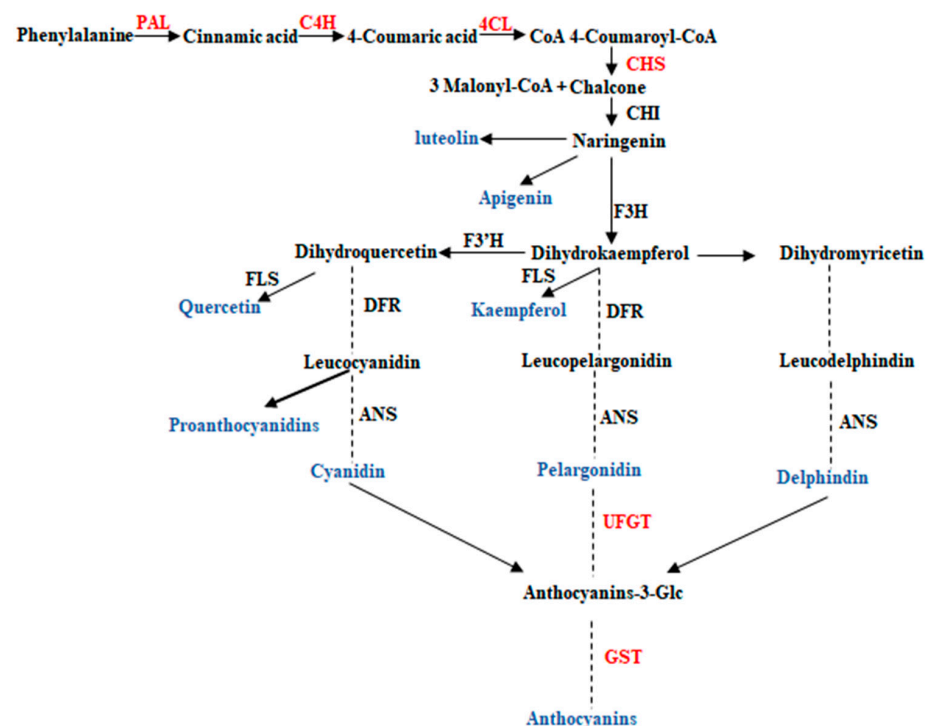 PAL C4H 4CL
Phenylalanine Cinnamic acid 4-Coumaric acid CoA 4-Coumaroyl-CoA
CHS
3 Malonyl-CoA + Chalcone
CHI
luteolin Naringenin
Apigenin
F3H
Dihydroquercetin F3’H Dihydrokaempferol Dihydromyricetin
FLS FLS
Quercetin DFR Kaempferol DFR
Leucocyanidin Leucopelargonidin Leucodelphindin
Proanthocyanidins ANS ANS ANS
Cyanidin Pelargonidin Delphindin
UFGT
Anthocyanins-3-Glc
GST
Anthocyanins